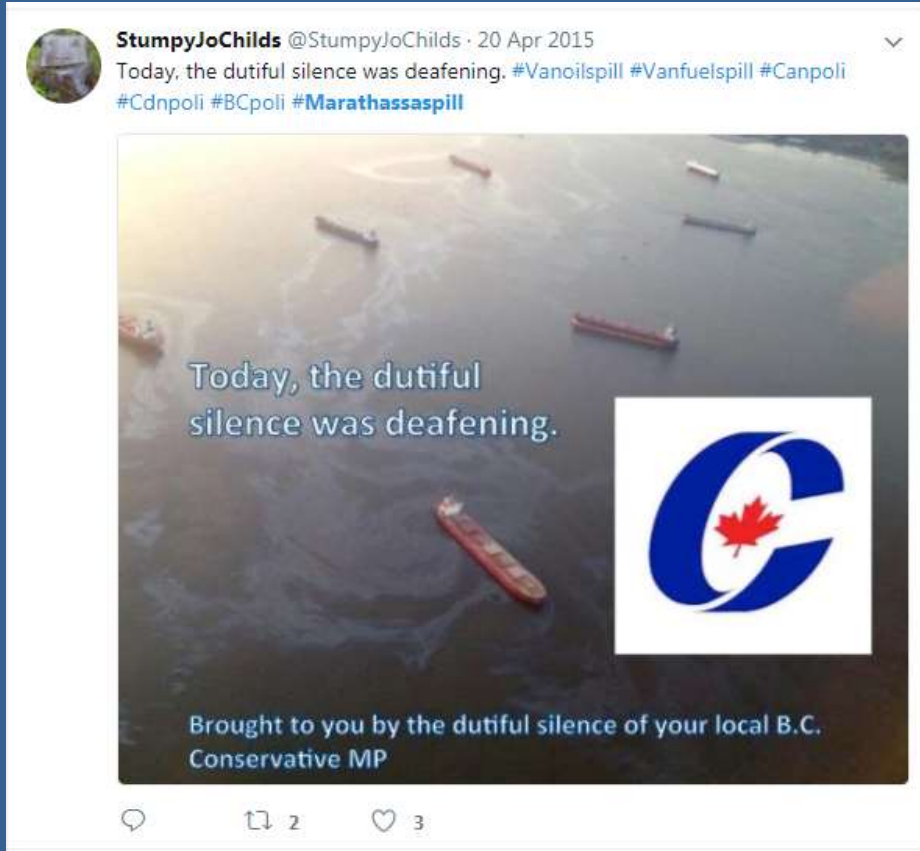 StumpyJoChilds @StumpyJoChilds · 20 Apr 2015
Today, the dutiful silence was deafening. #Vanoilspill #Vanfuelspill #Canpoli
#Cdnpoli #BCpoli #Marathassaspill
Today, the dutiful
silence was deafening.
C
Brought to you by the dutiful silence of your local B.C.
Conservative MP
2 3